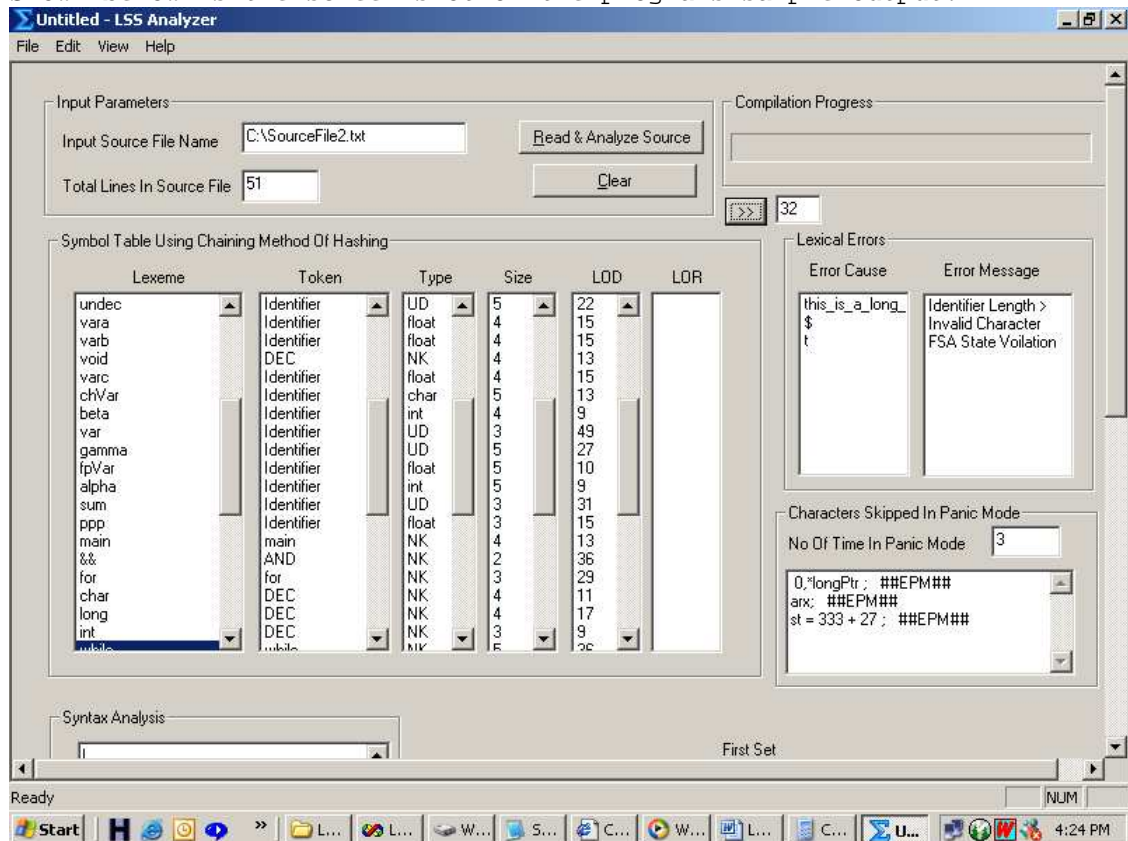 Untitled - LSS Analyzer
File Edit View Help
Input Parameters
Input Source File Name C:\SourceFile2.txt Read & Analyze Source
Total Lines In Source File 51 Clear
Compilation Progress
>> 32
Symbol Table Using Chaining Method Of Hashing
Lexeme Token Type Size LOD LOR
undec Identifier UD 5 22
vara Identifier float 4 15
varb Identifier float 4 15
void DEC NK 4 13
varc Identifier float 4 15
chVar Identifier char 5 13
beta Identifier int 4 9
var Identifier UD 3 49
gamma Identifier UD 5 27
fpVar Identifier float 5 10
alpha Identifier int 5 9
sum Identifier UD 3 31
ppp Identifier float 3 15
main main NK 4 13
&& AND NK 2 36
for for NK 3 29
char DEC NK 4 11
long DEC NK 4 17
int DEC NK 3 9
while while NK 5 36
Lexical Errors
Error Cause Error Message
this_is_a_long_ Identifier Length >
$ Invalid Character
t FSA State Voilation
Characters Skipped In Panic Mode
No Of Time In Panic Mode 3
0,*longPtr ; ##EPM##
arx; ##EPM##
st = 333 + 27 ; ##EPM##
Syntax Analysis
First Set
Ready NUM
Start H » L... L... W... S... C... W... L... C... U... W 4:24 PM